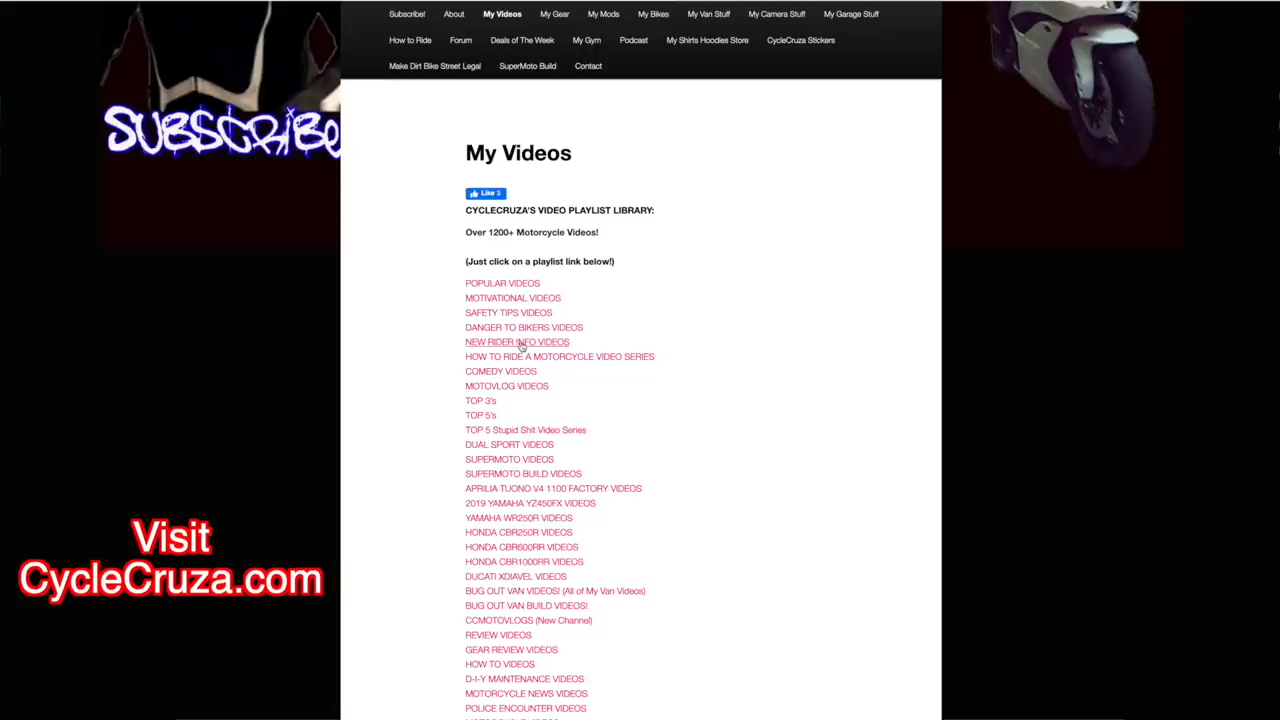 Subscribe! About My Videos My Gear My Mods My Bikes My Van Stuff My Camera Stuff My Garage Stuff
How to Ride Forum Deals of The Week My Gym Podcast My Shirts Hoodies Store CycleCruza Stickers
Make Dirt Bike Street Legal SuperMoto Build Contact
SUBSCRIBE
My Videos
Like 3
CYCLECRUZA'S VIDEO PLAYLIST LIBRARY:
Over 1200+ Motorcycle Videos!
(Just click on a playlist link below!)
POPULAR VIDEOS
MOTIVATIONAL VIDEOS
SAFETY TIPS VIDEOS
DANGER TO BIKERS VIDEOS
NEW RIDER INFO VIDEOS
HOW TO RIDE A MOTORCYCLE VIDEO SERIES
COMEDY VIDEOS
MOTOVLOG VIDEOS
TOP 3's
TOP 5's
TOP 5 Stupid Shit Video Series
DUAL SPORT VIDEOS
SUPERMOTO VIDEOS
SUPERMOTO BUILD VIDEOS
APRILIA TUONO V4 1100 FACTORY VIDEOS
2019 YAMAHA YZ450FX VIDEOS
YAMAHA WR250R VIDEOS
HONDA CBR250R VIDEOS
HONDA CBR600RR VIDEOS
HONDA CBR1000RR VIDEOS
DUCATI XDIAVEL VIDEOS
BUG OUT VAN VIDEOS! (All of My Van Videos)
BUG OUT VAN BUILD VIDEOS!
CCMOTOVLOGS (New Channel)
REVIEW VIDEOS
GEAR REVIEW VIDEOS
HOW TO VIDEOS
D-I-Y MAINTENANCE VIDEOS
MOTORCYCLE NEWS VIDEOS
POLICE ENCOUNTER VIDEOS
Visit
CycleCruza.com